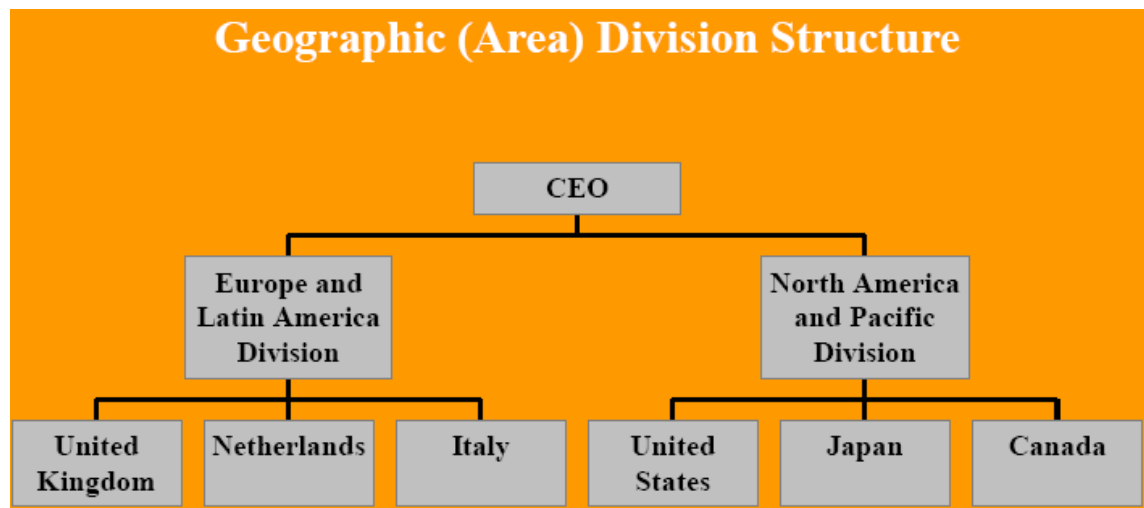 Geographic (Area) Division Structure
CEO
Europe and
Latin America
Division
North America
and Pacific
Division
United
Kingdom
Netherlands
Italy
United
States
Japan
Canada